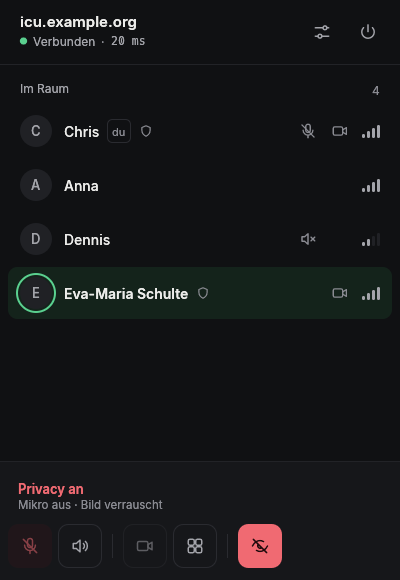 icu.example.org
Verbunden · 20 ms
Im Raum 4
C Chris du
A Anna
D Dennis
E Eva-Maria Schulte
Privacy an
Mikro aus · Bild verrauscht